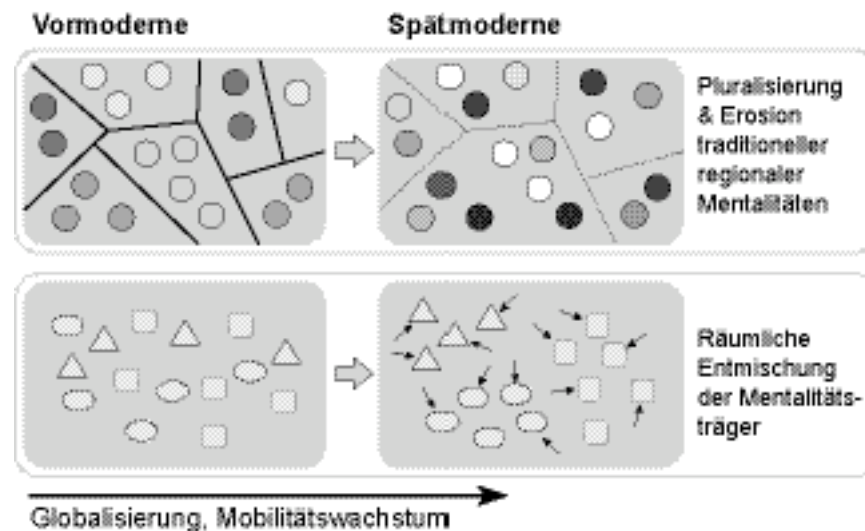 Vormoderne
Spätmoderne
Pluralisierung
& Erosion
traditioneller
regionaler
Mentalitäten
Räumliche
Entmischung
der Mentalitäts-
träger
Globalisierung, Mobilitätswachstum